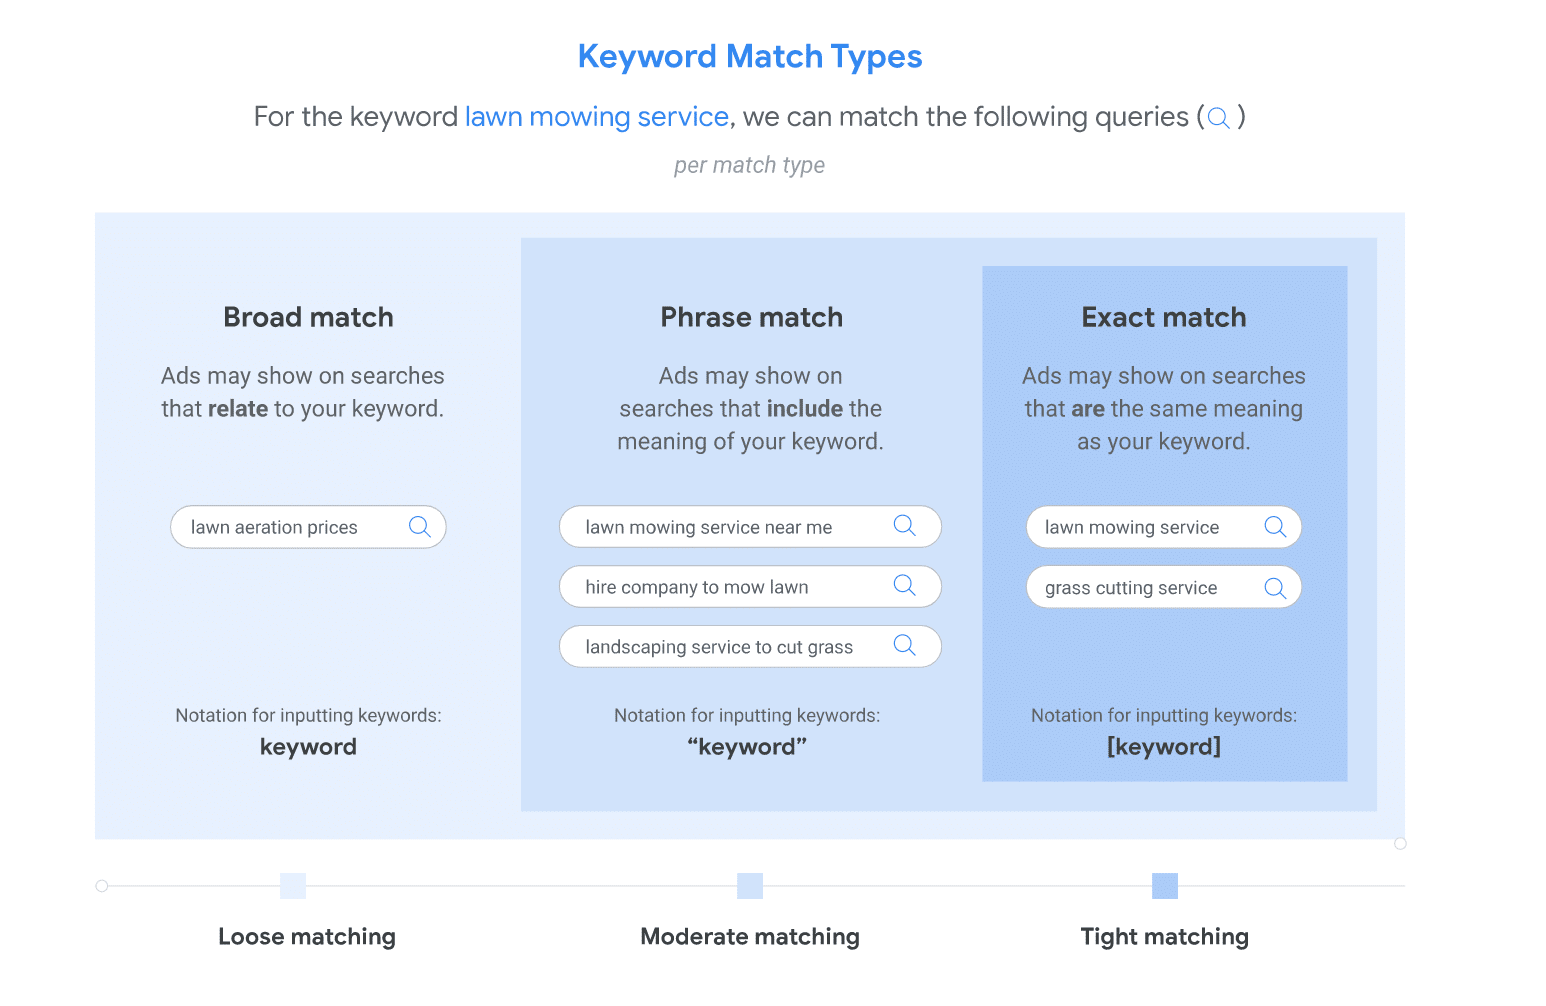 Keyword Match Types
For the keyword lawn mowing service, we can match the following queries ( )
per match type
Broad match
Ads may show on searches
that relate to your keyword.
lawn aeration prices
Notation for inputting keywords:
keyword
Phrase match
Ads may show on
searches that include the
meaning of your keyword.
lawn mowing service near me
hire company to mow lawn
landscaping service to cut grass
Notation for inputting keywords:
“keyword”
Exact match
Ads may show on searches
that are the same meaning
as your keyword.
lawn mowing service
grass cutting service
Notation for inputting keywords:
[keyword]
Loose matching
Moderate matching
Tight matching